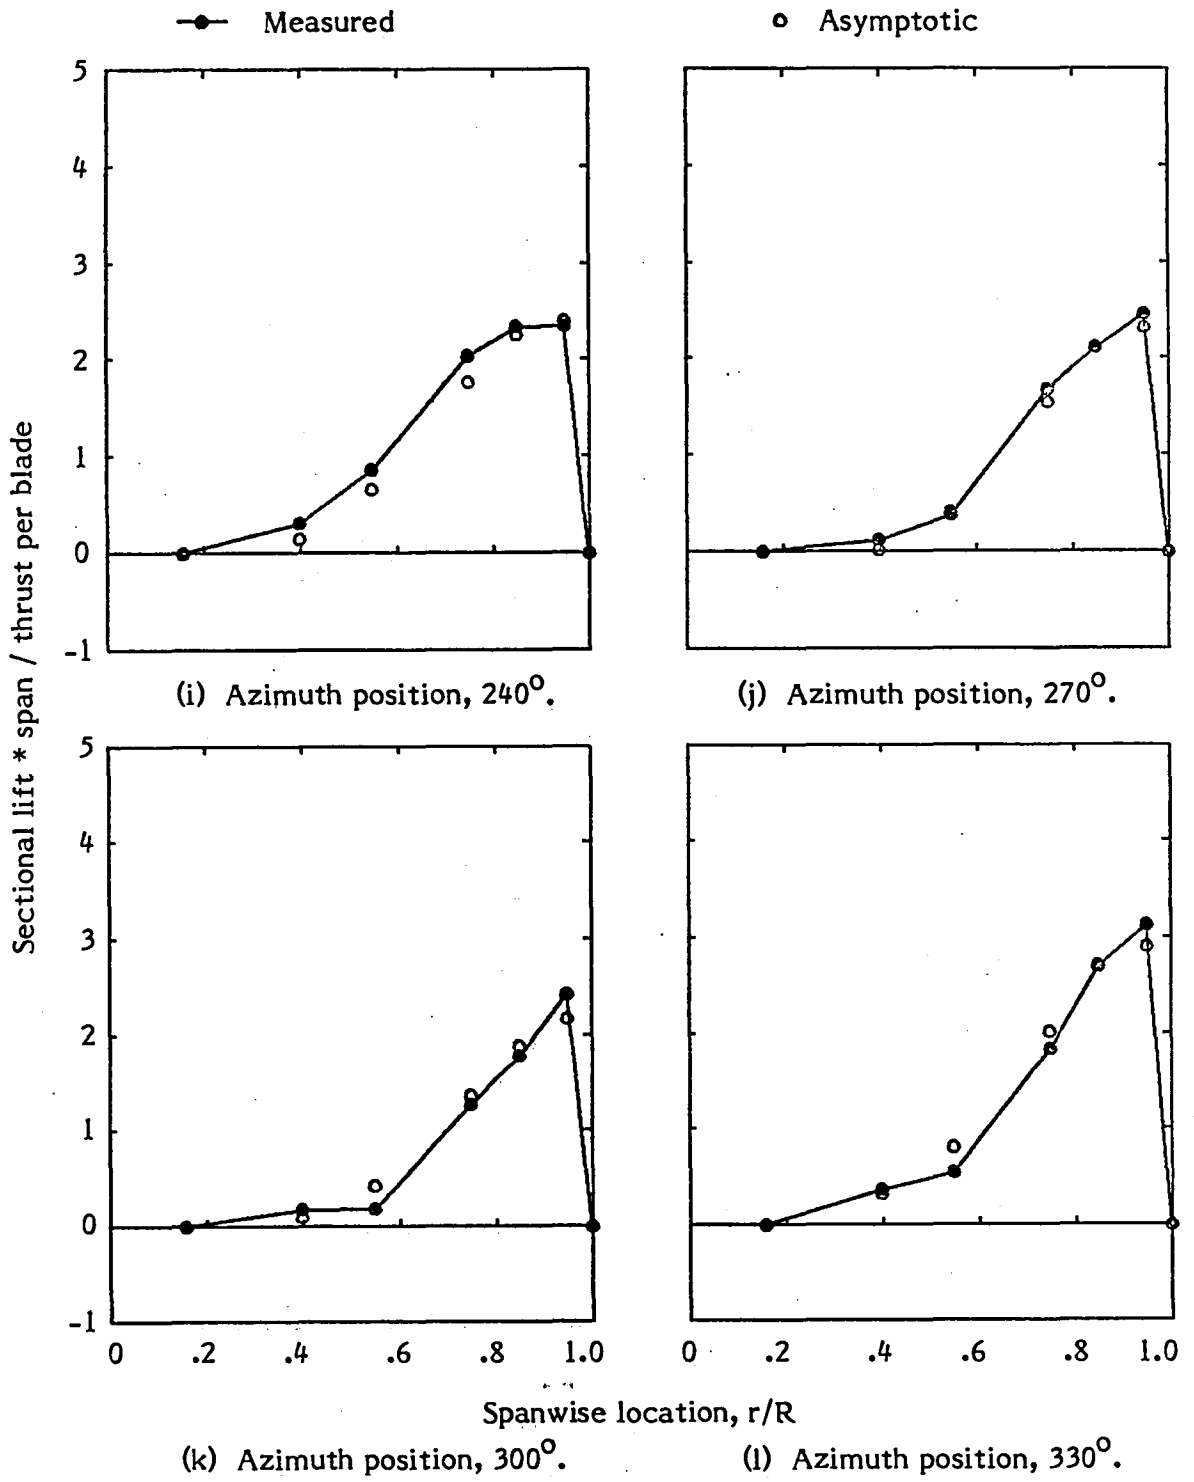 Measured
Asymptotic
5
4
3
2
1
0
-1
(i) Azimuth position, 240°.
(j) Azimuth position, 270°.
Sectional lift * span / thrust per blade
5
4
3
2
1
0
-1
0 .2 .4 .6 .8 1.0
0 .2 .4 .6 .8 1.0
Spanwise location, r/R
(k) Azimuth position, 300°.
(l) Azimuth position, 330°.